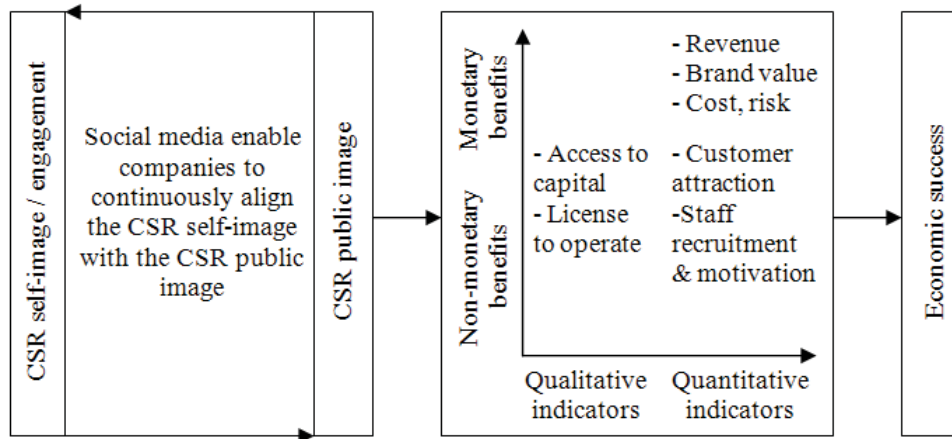 CSR self-image / engagement
Social media enable
companies to
continuously align
the CSR self-image
with the CSR public
image
CSR public image
Monetary
benefits
Non-monetary
benefits
- Access to
capital
- License
to operate
- Revenue
- Brand value
- Cost, risk
- Customer
attraction
-Staff
recruitment
& motivation
Qualitative
indicators
Quantitative
indicators
Economic success